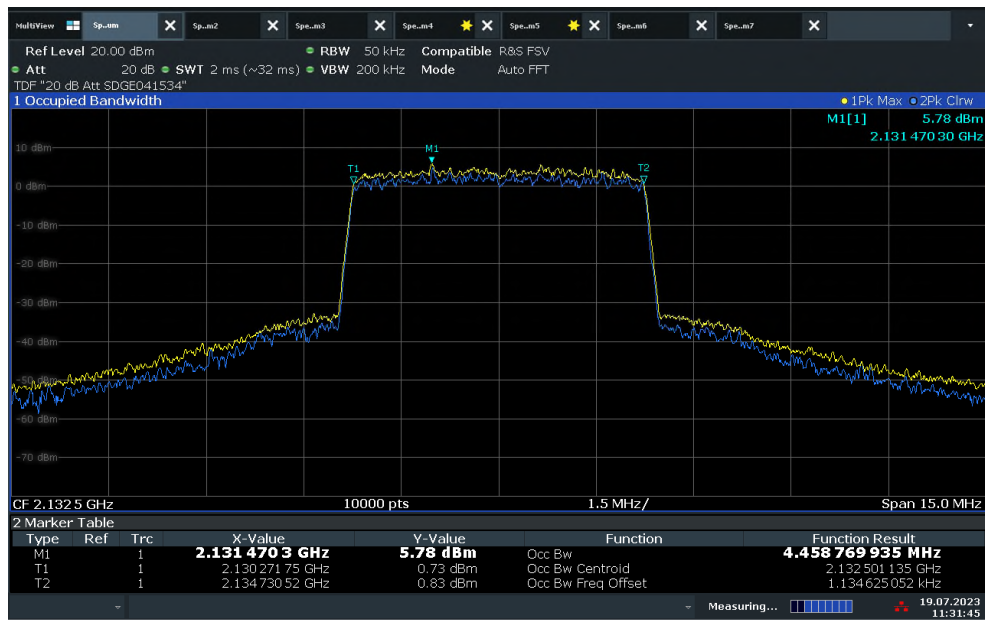 MultiView Sp..um Sp..m2 Spe..m3 Spe..m4 Spe..m5 Spe..m6 Spe..m7
Ref Level 20.00 dBm RBW 50 kHz Compatible R&S FSV
Att 20 dB SWT 2 ms (~32 ms) VBW 200 kHz Mode Auto FFT
TDF "20 dB Att SDGE041534"
1 Occupied Bandwidth 1Pk Max 2Pk Clrw
M1[1] 5.78 dBm
2.131 470 30 GHz
10 dBm
M1
T1 T2
0 dBm
-10 dBm
-20 dBm
-30 dBm
-40 dBm
-50 dBm
-60 dBm
-70 dBm
CF 2.132 5 GHz 10000 pts 1.5 MHz/ Span 15.0 MHz
2 Marker Table
Type Ref Trc X-Value Y-Value Function Function Result
M1 1 2.131 470 3 GHz 5.78 dBm Occ Bw 4.458 769 935 MHz
T1 1 2.130 271 75 GHz 0.73 dBm Occ Bw Centroid 2.132 501 135 GHz
T2 1 2.134 730 52 GHz 0.83 dBm Occ Bw Freq Offset 1.134 625 052 kHz
Measuring... 19.07.2023
11:31:45